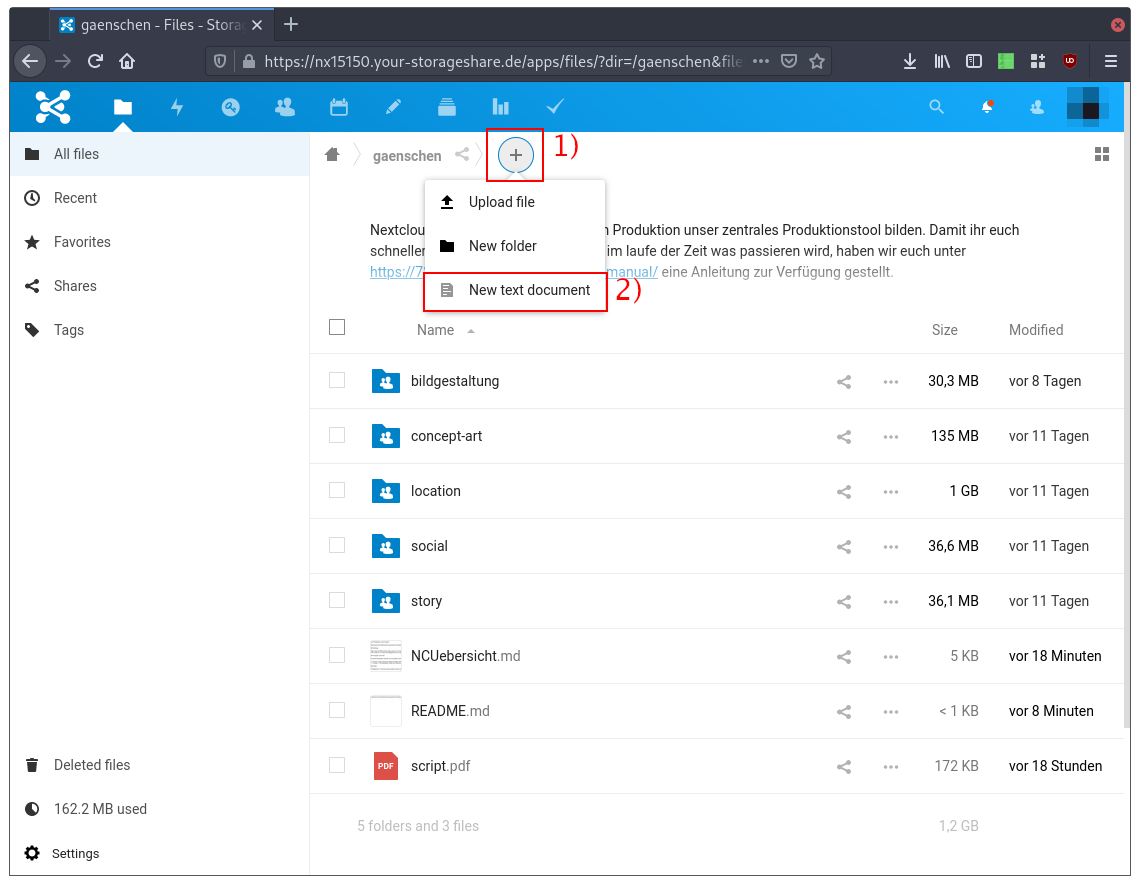 gaenschen - Files - Stora
https://nx15150.your-storageshare.de/apps/files/?dir=/gaenschen&file
All files
Recent
Favorites
Shares
Tags
Deleted files
162.2 MB used
Settings
gaenschen
1)
Upload file
New folder
New text document
2)
Nextclou Produktion unser zentrales Produktionstool bilden. Damit ihr euch
schneller im laufe der Zeit was passieren wird, haben wir euch unter
https://7 manual/ eine Anleitung zur Verfügung gestellt.
Name Size Modified
bildgestaltung 30,3 MB vor 8 Tagen
concept-art 135 MB vor 11 Tagen
location 1 GB vor 11 Tagen
social 36,6 MB vor 11 Tagen
story 36,1 MB vor 11 Tagen
NCUebersicht.md 5 KB vor 18 Minuten
README.md < 1 KB vor 8 Minuten
PDF script.pdf 172 KB vor 18 Stunden
5 folders and 3 files 1,2 GB